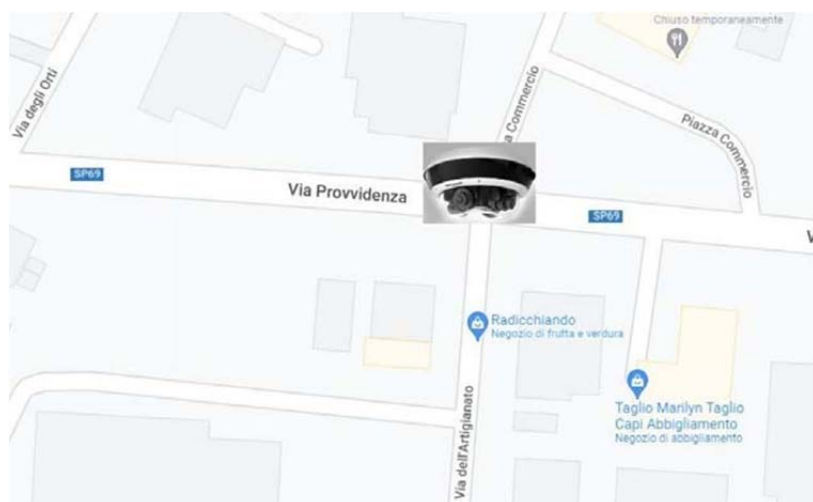 Chiuso temporaneamente
Via degli Orti
Commercio
Piazza Commercio
SP69
Via Provvidenza
SP69
Radicchiando
Negozio di frutta e verdura
Via dell'Artigianato
Taglio Marilyn Taglio
Capi Abbigliamento
Negozio di abbigliamento